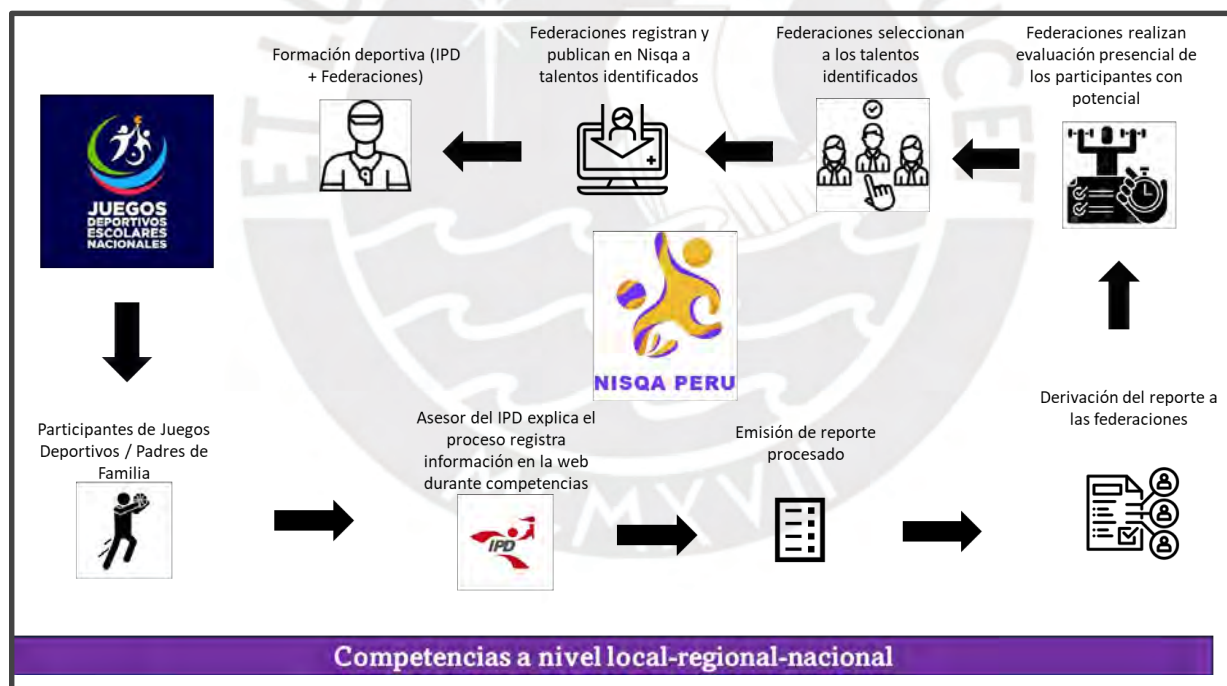 Formación deportiva (IPD
+ Federaciones)
Federaciones registran y
publican en Nisqa a
talentos identificados
Federaciones seleccionan
a los talentos
identificados
Federaciones realizan
evaluación presencial de
los participantes con
potencial
JUEGOS
DEPORTIVOS
ESCOLARES
NACIONALES
NISQA PERU
Participantes de Juegos
Deportivos / Padres de
Familia
Asesor del IPD explica el
proceso registra
información en la web
durante competencias
IPD
Emisión de reporte
procesado
Derivación del reporte a
las federaciones
Competencias a nivel local-regional-nacional